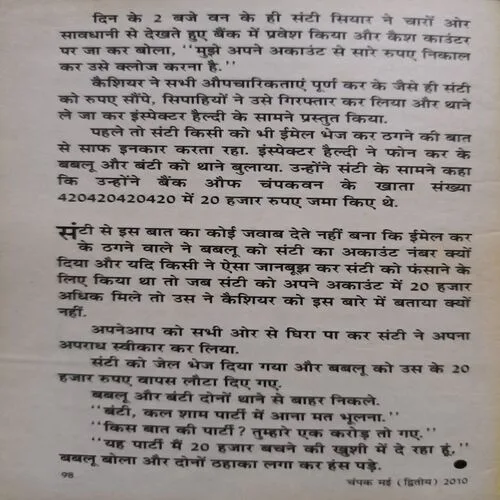 दिन के 2 बजे वन के ही संटी सियार ने चारों ओर
सावधानी से देखते हुए बैंक में प्रवेश किया और कैश काउंटर
पर जा कर बोला, ‘‘मुझे अपने अकाउंट से सारे रुपए निकाल
कर उसे क्लोज करना है.’’
कैशियर ने सभी औपचारिकताएं पूर्ण कर के जैसे ही संटी
को रुपए सौंपे, सिपाहियों ने उसे गिरफ्तार कर लिया और थाने
ले जा कर इंस्पेक्टर हैल्दी के सामने प्रस्तुत किया.
पहले तो संटी किसी को भी ईमेल भेज कर ठगने की बात
से साफ इनकार करता रहा. इंस्पेक्टर हैल्दी ने फोन कर के
बबलू और बंटी को थाने बुलाया. उन्होंने संटी के सामने कहा
कि उन्होंने बैंक औफ चंपकवन के खाता संख्या
420420420420 में 20 हजार रुपए जमा किए थे.
संटी से इस बात का कोई जवाब देते नहीं बना कि ईमेल कर
के ठगने वाले ने बबलू को संटी का अकाउंट नंबर क्यों
दिया और यदि किसी ने ऐसा जानबूझ कर संटी को फंसाने के
लिए किया था तो जब संटी को अपने अकाउंट में 20 हजार
अधिक मिले तो उस ने कैशियर को इस बारे में बताया क्यों
नहीं.
अपनेआप को सभी ओर से घिरा पा कर संटी ने अपना
अपराध स्वीकार कर लिया.
संटी को जेल भेज दिया गया और बबलू को उस के 20
हजार रुपए वापस लौटा दिए गए.
बबलू और बंटी दोनों थाने से बाहर निकले.
‘‘बंटी, कल शाम पार्टी में आना मत भूलना.’’
‘‘किस बात की पार्टी? तुम्हारे एक करोड़ तो गए.’’
‘‘यह पार्टी मैं 20 हजार बचने की खुशी में दे रहा हूं,’’
बबलू बोला और दोनों ठहाका लगा कर हंस पड़े.
98
चंपक मई (द्वितीय) 2010